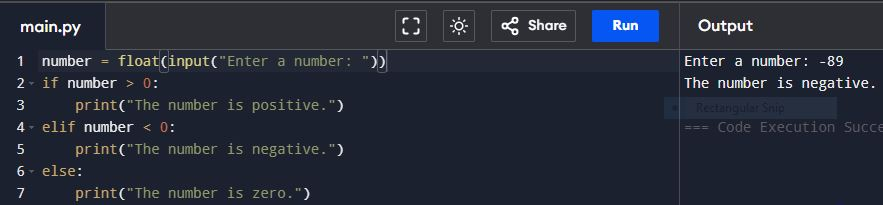 main.py
Share
Run
Output
1 number = float(input("Enter a number: "))
2 if number > 0:
3     print("The number is positive.")
4 elif number < 0:
5     print("The number is negative.")
6 else:
7     print("The number is zero.")
Enter a number: -89
The number is negative.
Rectangular Snip
=== Code Execution Succe